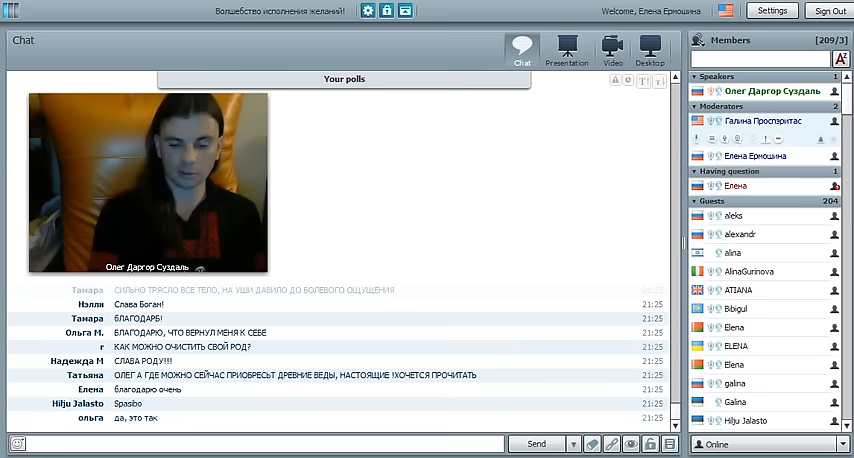 Волшебство исполнения желаний!
Welcome, Елена Ермошина
Settings
Sign Out
Chat
Chat
Presentation
Video
Desktop
Your polls
Олег Даргор Суздаль
Тамара СИЛЬНО ТРЯСЛО ВСЕ ТЕЛО, НА УШИ ДАВИЛО ДО БОЛЕВОГО ОЩУЩЕНИЯ 21:25
Нэлли Слава Богам! 21:25
Тамара бЛАГОДАРБ! 21:25
Ольга М. БЛАГОДАРЮ, ЧТО ВЕРНУЛ МЕНЯ К СЕБЕ 21:25
г КАК МОЖНО ОЧИСТИТЬ СВОЙ РОД? 21:25
Надежда М СЛАВА РОДУ!!!! 21:25
Татьяна ОЛЕГ А ГДЕ МОЖНО СЕЙЧАС ПРИОБРЕСЬТ ДРЕВНИЕ ВЕДЫ, НАСТОЯЩИЕ !ХОЧЕТСЯ ПРОЧИТАТЬ 21:25
Елена благодарю очень 21:25
Hilju Jalasto Spasibo 21:25
ольга да, это так 21:25
Send
Members [209/3]
Speakers 1
Олег Даргор Суздаль
Moderators 2
Галина Просперитас
Елена Ермошина
Having question 1
Елена
Guests 204
aleks
alexandr
alina
AlinaGurinova
ATIANA
Bibigul
Elena
ELENA
Elena
galina
Galina
Hilju Jalasto
Online